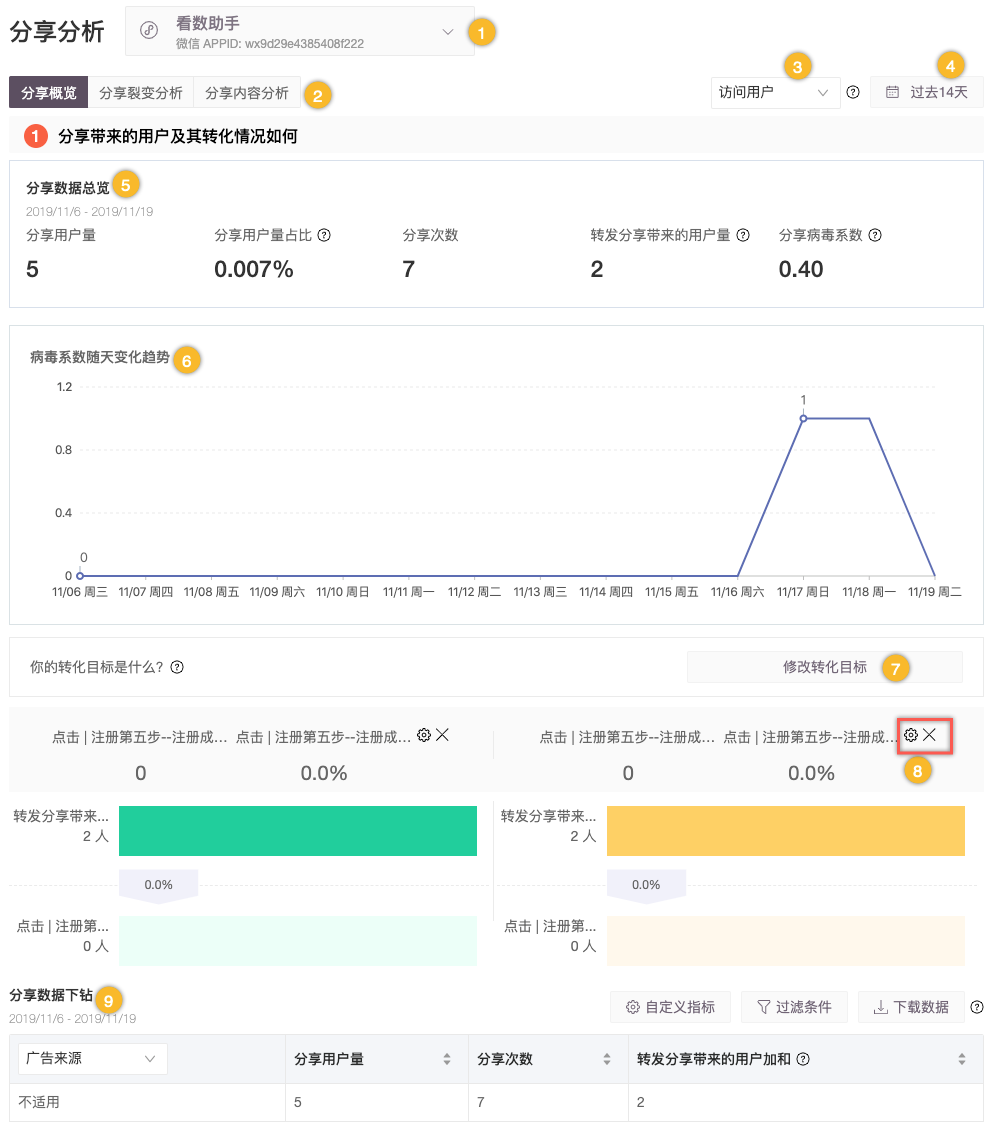 分享分析
看数助手
微信 APPID: wx9d29e4385408f222
1
分享概览 分享裂变分析 分享内容分析 2
访问用户 3
过去14天 4
1 分享带来的用户及其转化情况如何
分享数据总览 5
2019/11/6 - 2019/11/19
分享用户量 分享用户量占比 分享次数 转发分享带来的用户量 分享病毒系数
5 0.007% 7 2 0.40
病毒系数随天变化趋势 6
1.2
1
0.8
0.4
0
0
11/06 周三 11/07 周四 11/08 周五 11/09 周六 11/10 周日 11/11 周一 11/12 周二 11/13 周三 11/14 周四 11/15 周五 11/16 周六 11/17 周日 11/18 周一 11/19 周二
你的转化目标是什么? 修改转化目标 7
点击 | 注册第五步--注册成... 点击 | 注册第五步--注册成... 点击 | 注册第五步--注册成... 点击 | 注册第五步--注册成...
0 0.0% 0 0.0%
8
转发分享带来... 转发分享带来...
2 人 2 人
0.0% 0.0%
点击 | 注册第... 点击 | 注册第...
0 人 0 人
分享数据下钻 9
2019/11/6 - 2019/11/19
自定义指标 过滤条件 下载数据
广告来源 分享用户量 分享次数 转发分享带来的用户加和
不适用 5 7 2